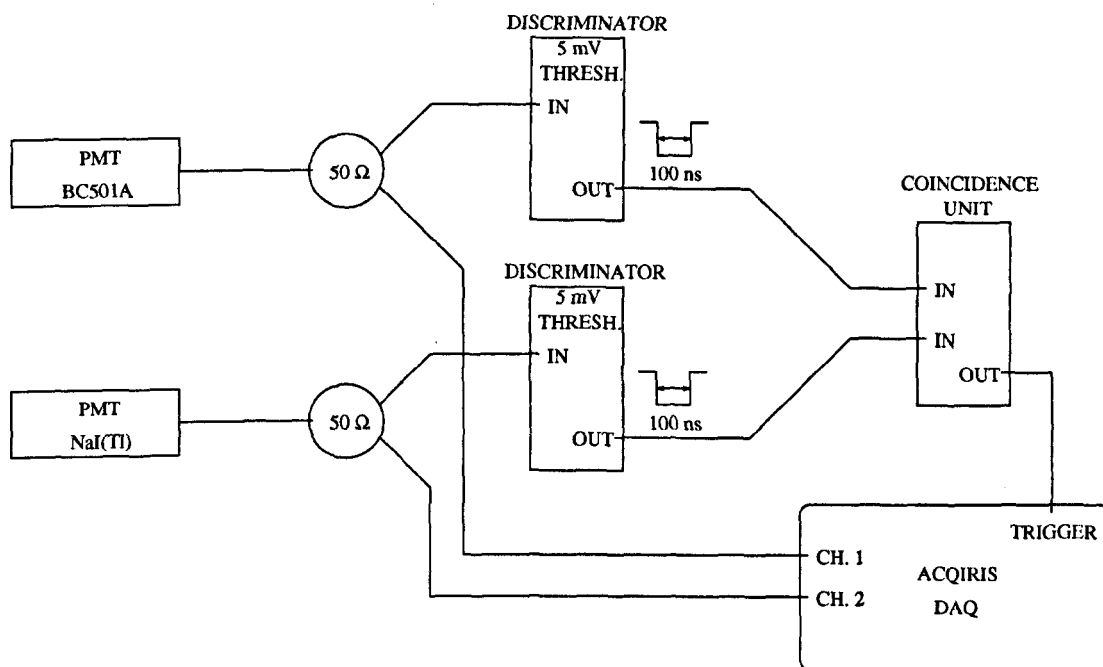 DISCRIMINATOR
5 mV
THRESH.
IN
OUT
100 ns
PMT
BC501A
50 Ω
COINCIDENCE
UNIT
IN
IN
OUT
DISCRIMINATOR
5 mV
THRESH.
IN
OUT
100 ns
PMT
NaI(Tl)
50 Ω
TRIGGER
CH. 1
CH. 2
ACQIRIS
DAQ